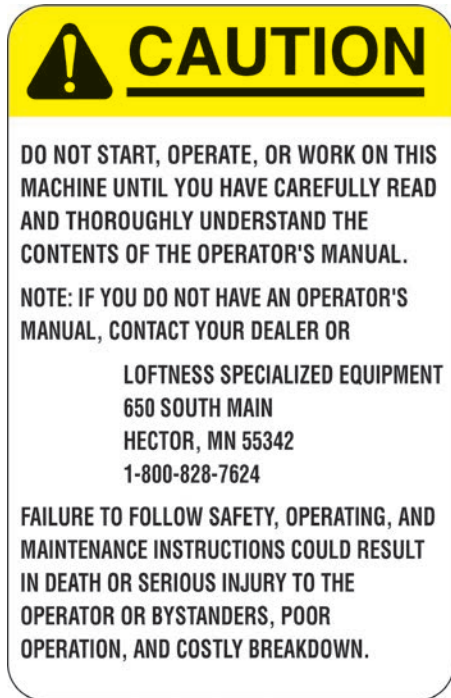 CAUTION
DO NOT START, OPERATE, OR WORK ON THIS
MACHINE UNTIL YOU HAVE CAREFULLY READ
AND THOROUGHLY UNDERSTAND THE
CONTENTS OF THE OPERATOR'S MANUAL.
NOTE: IF YOU DO NOT HAVE AN OPERATOR'S
MANUAL, CONTACT YOUR DEALER OR
LOFTNESS SPECIALIZED EQUIPMENT
650 SOUTH MAIN
HECTOR, MN 55342
1-800-828-7624
FAILURE TO FOLLOW SAFETY, OPERATING, AND
MAINTENANCE INSTRUCTIONS COULD RESULT
IN DEATH OR SERIOUS INJURY TO THE
OPERATOR OR BYSTANDERS, POOR
OPERATION, AND COSTLY BREAKDOWN.